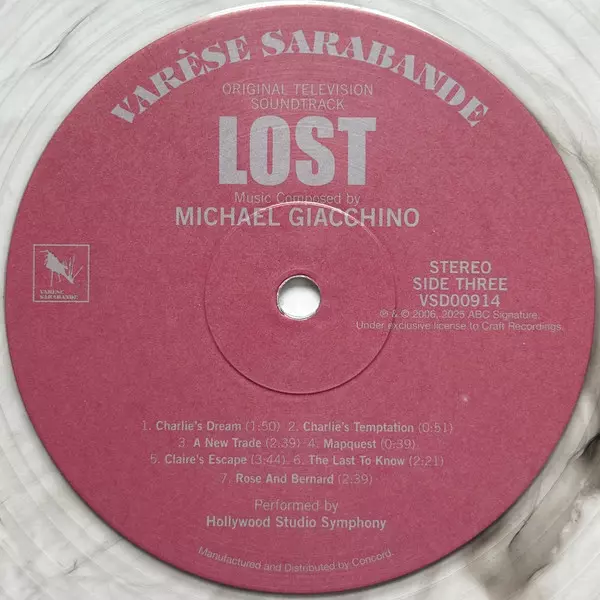 VARÈSE SARABANDE
ORIGINAL TELEVISION
SOUNDTRACK
LOST
Music Composed by
MICHAEL GIACCHINO
VARÈSE
SARABANDE
STEREO
SIDE THREE
VSD00914
℗ & © 2006, 2025 ABC Signature.
Under exclusive license to Craft Recordings.
1. Charlie's Dream (1:50) 2. Charlie's Temptation (0:51)
3. A New Trade (2:39) 4. Mapquest (0:39)
5. Claire's Escape (3:44) 6. The Last To Know (2:21)
7. Rose And Bernard (2:39)
Performed by
Hollywood Studio Symphony
Manufactured and Distributed by Concord.